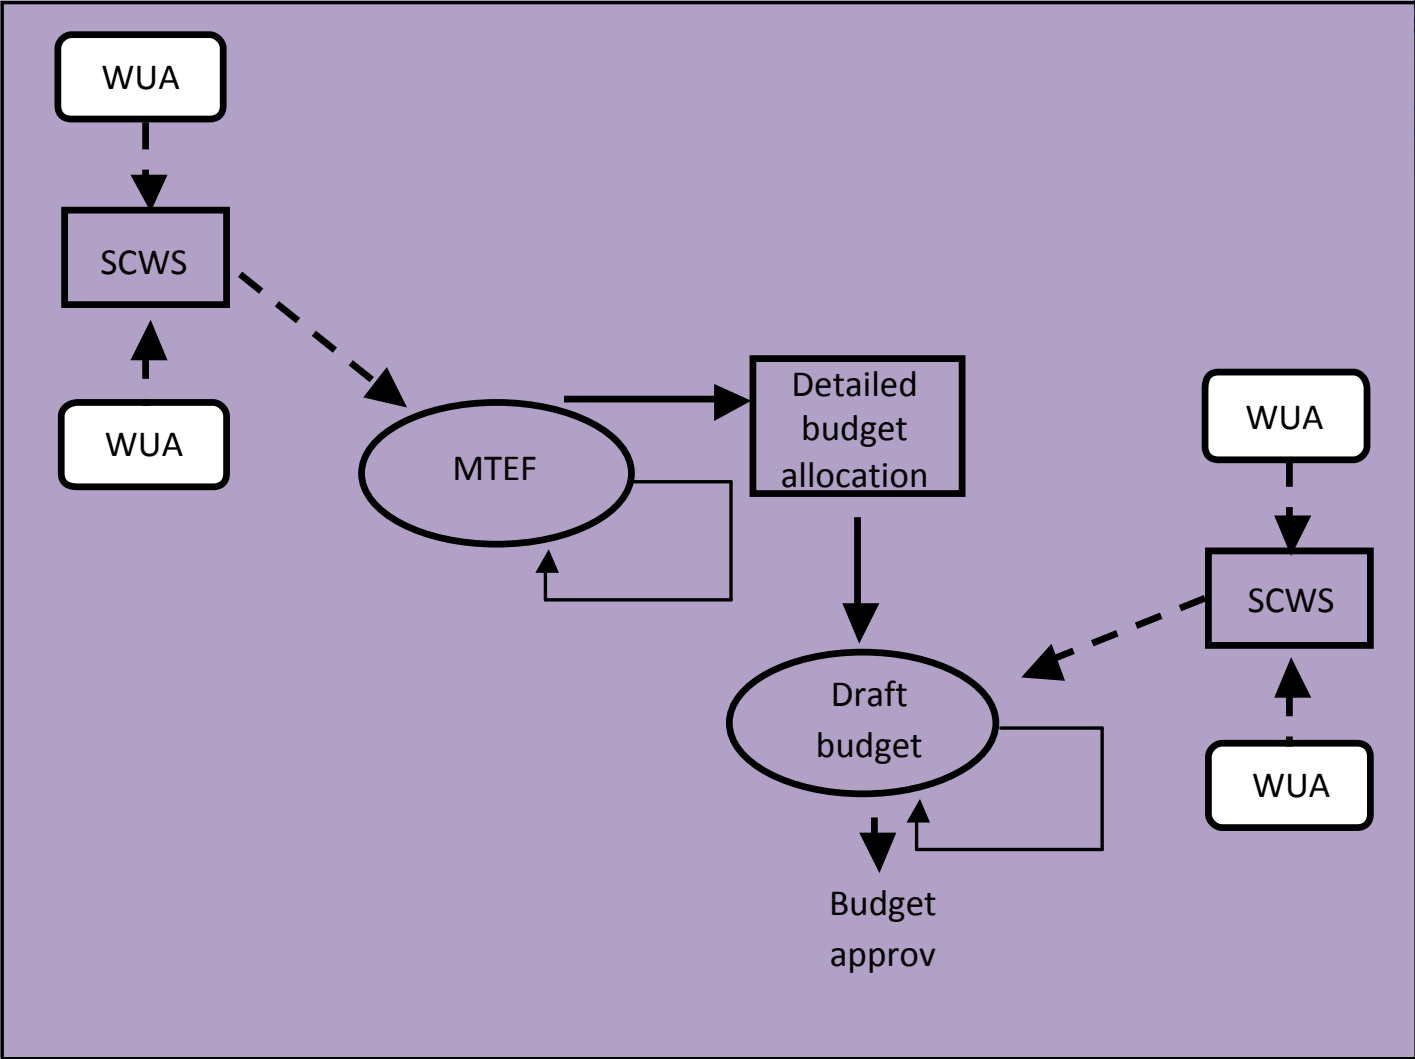 WUA
SCWS
WUA
MTEF
Detailed
budget
allocation
WUA
SCWS
WUA
Draft
budget
Budget
approv